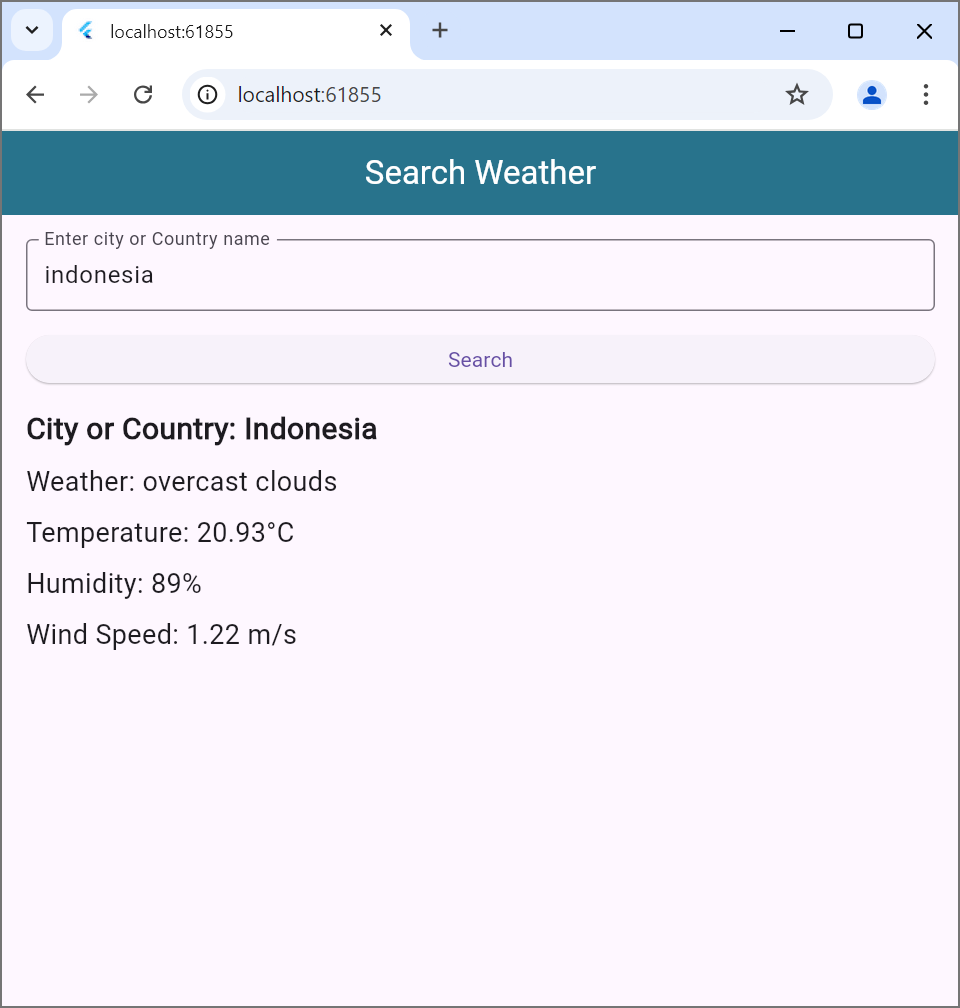 localhost:61855
localhost:61855
Search Weather
Enter city or Country name
indonesia
Search
City or Country: Indonesia
Weather: overcast clouds
Temperature: 20.93°C
Humidity: 89%
Wind Speed: 1.22 m/s